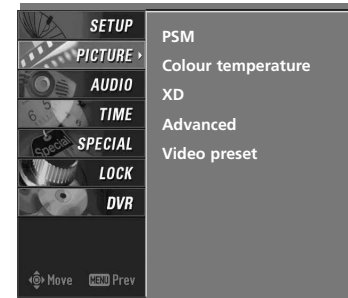 SETUP
PICTURE
AUDIO
TIME
SPECIAL
LOCK
DVR
Move MENU Prev
PSM
Colour temperature
XD
Advanced
Video preset